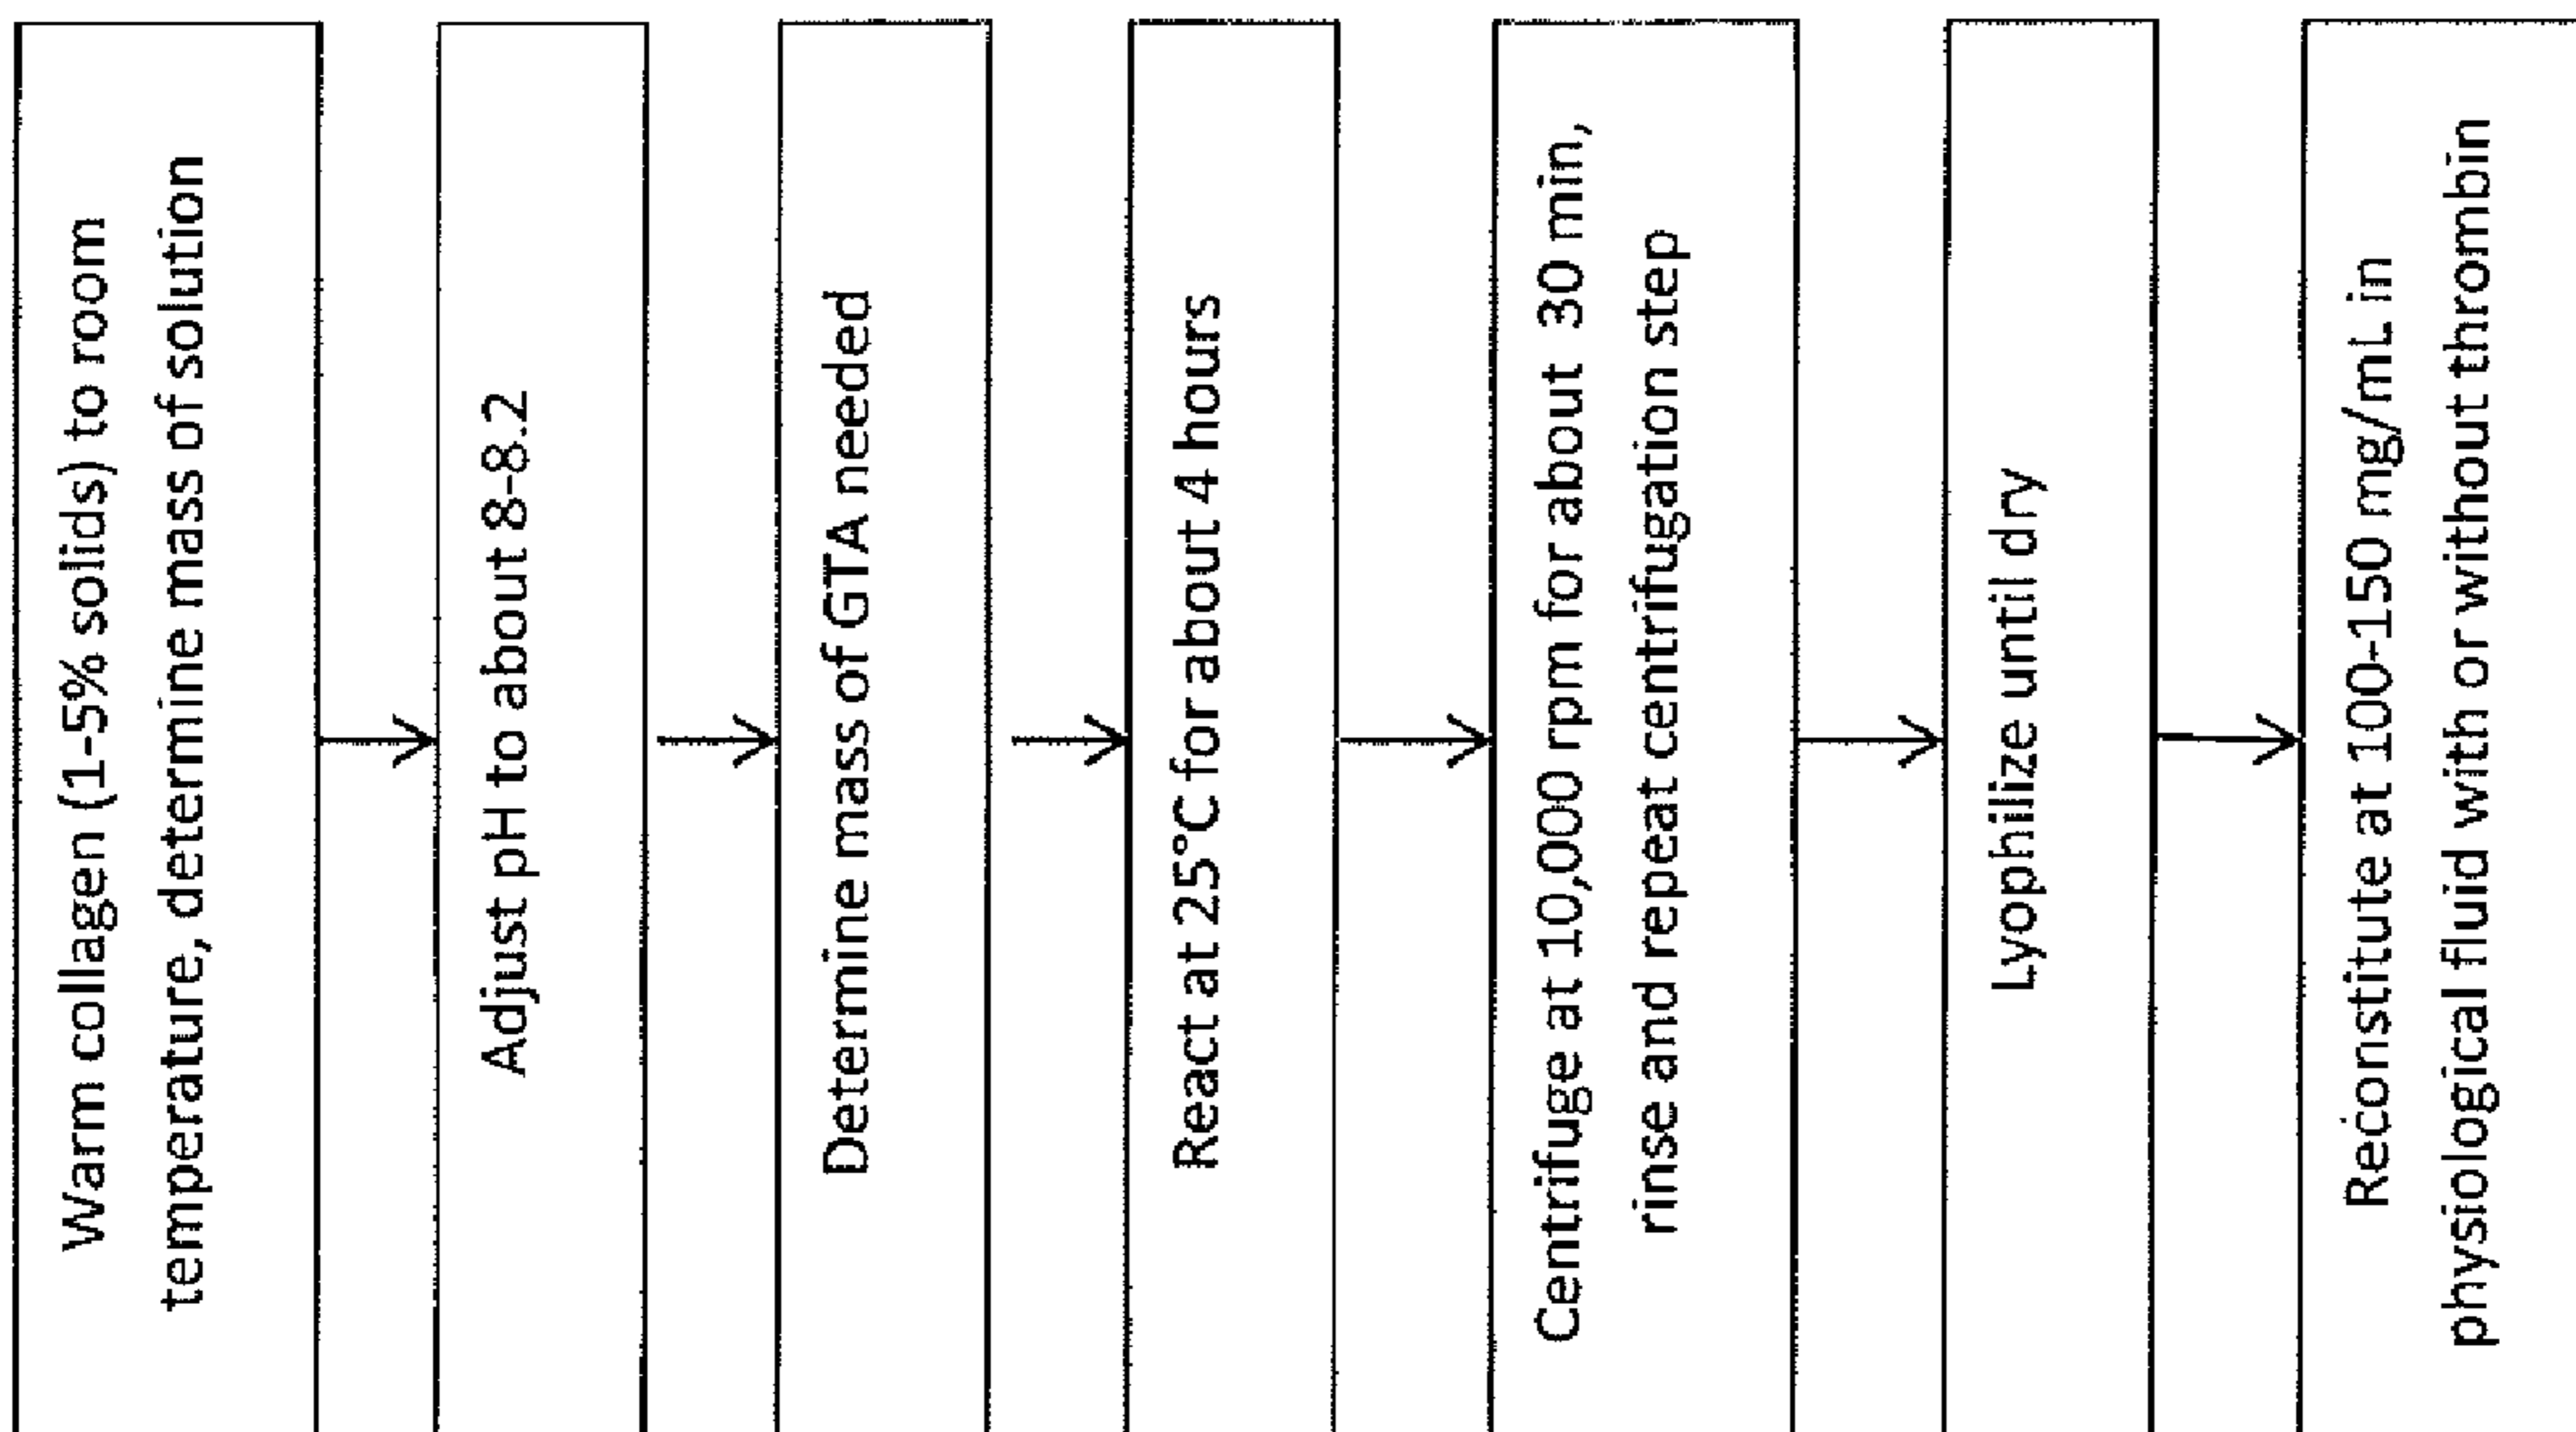 Warm collagen (1-5% solids) to room
temperature, determine mass of solution
Adjust pH to about 8-8.2
Determine mass of GTA needed
React at 25°C for about 4 hours
Centrifuge at 10,000 rpm for about 30 min,
rinse and repeat centrifugation step
Lyophilize until dry
Reconstitute at 100-150 mg/mL in
physiological fluid with or without thrombin